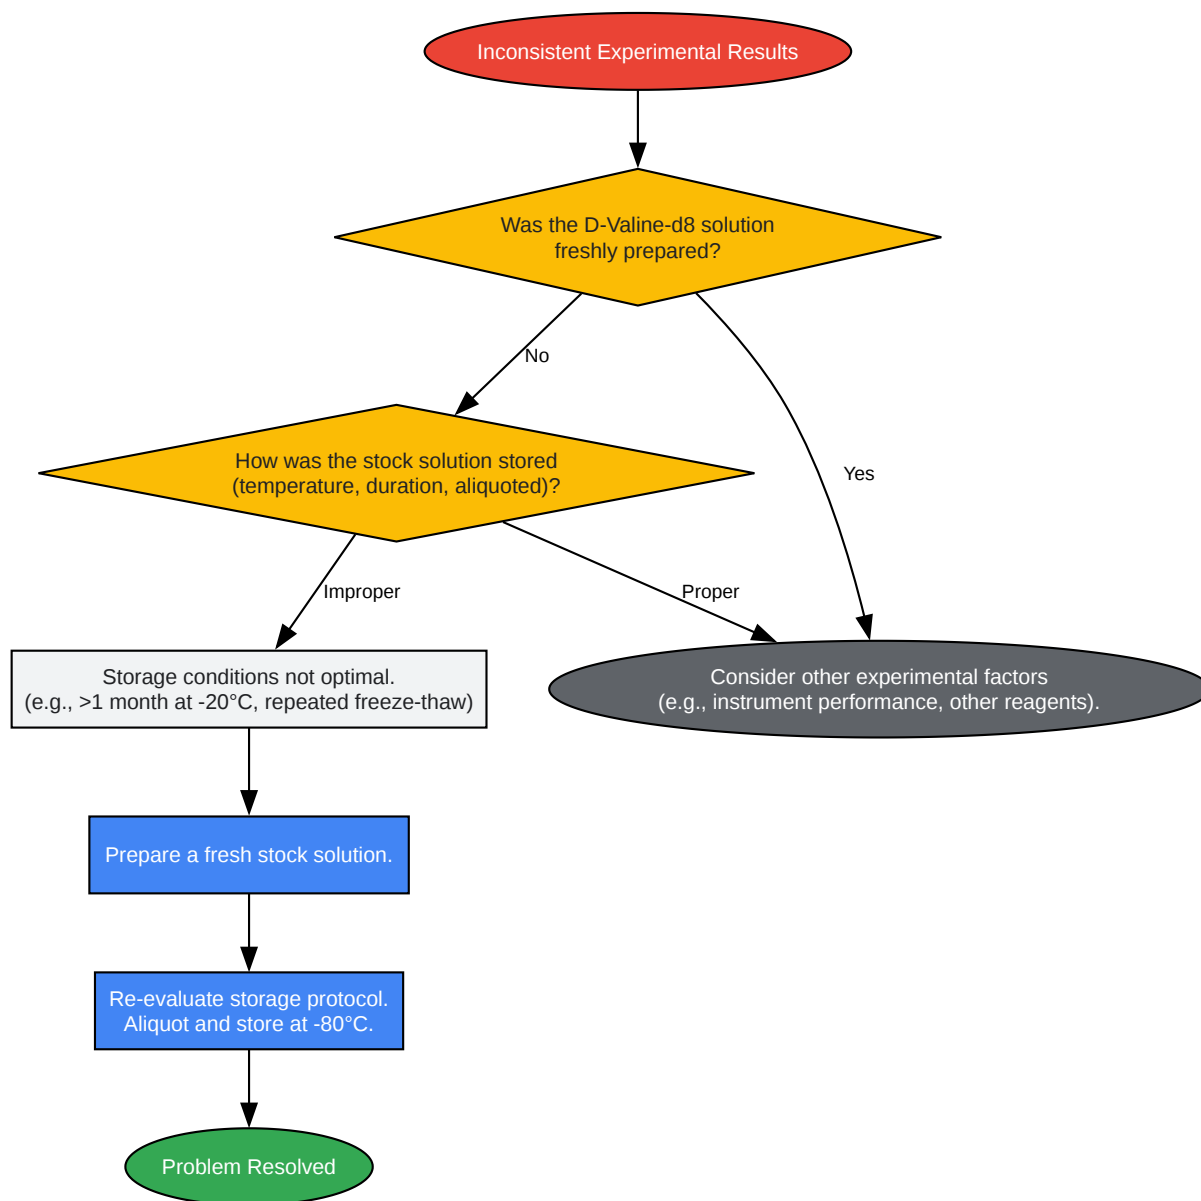 Inconsistent Experimental Results
Was the D-Valine-d8 solution
freshly prepared?
No
Yes
How was the stock solution stored
(temperature, duration, aliquoted)?
Improper
Proper
Storage conditions not optimal.
(e.g., >1 month at -20°C, repeated freeze-thaw)
Consider other experimental factors
(e.g., instrument performance, other reagents).
Prepare a fresh stock solution.
Re-evaluate storage protocol.
Aliquot and store at -80°C.
Problem Resolved